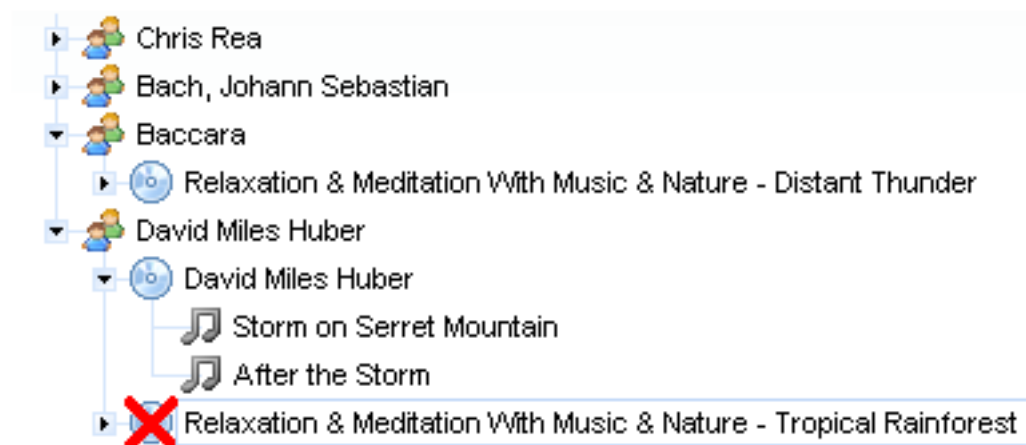 Chris Rea
Bach, Johann Sebastian
Baccara
Relaxation & Meditation With Music & Nature - Distant Thunder
David Miles Huber
David Miles Huber
Storm on Serret Mountain
After the Storm
Relaxation & Meditation With Music & Nature - Tropical Rainforest